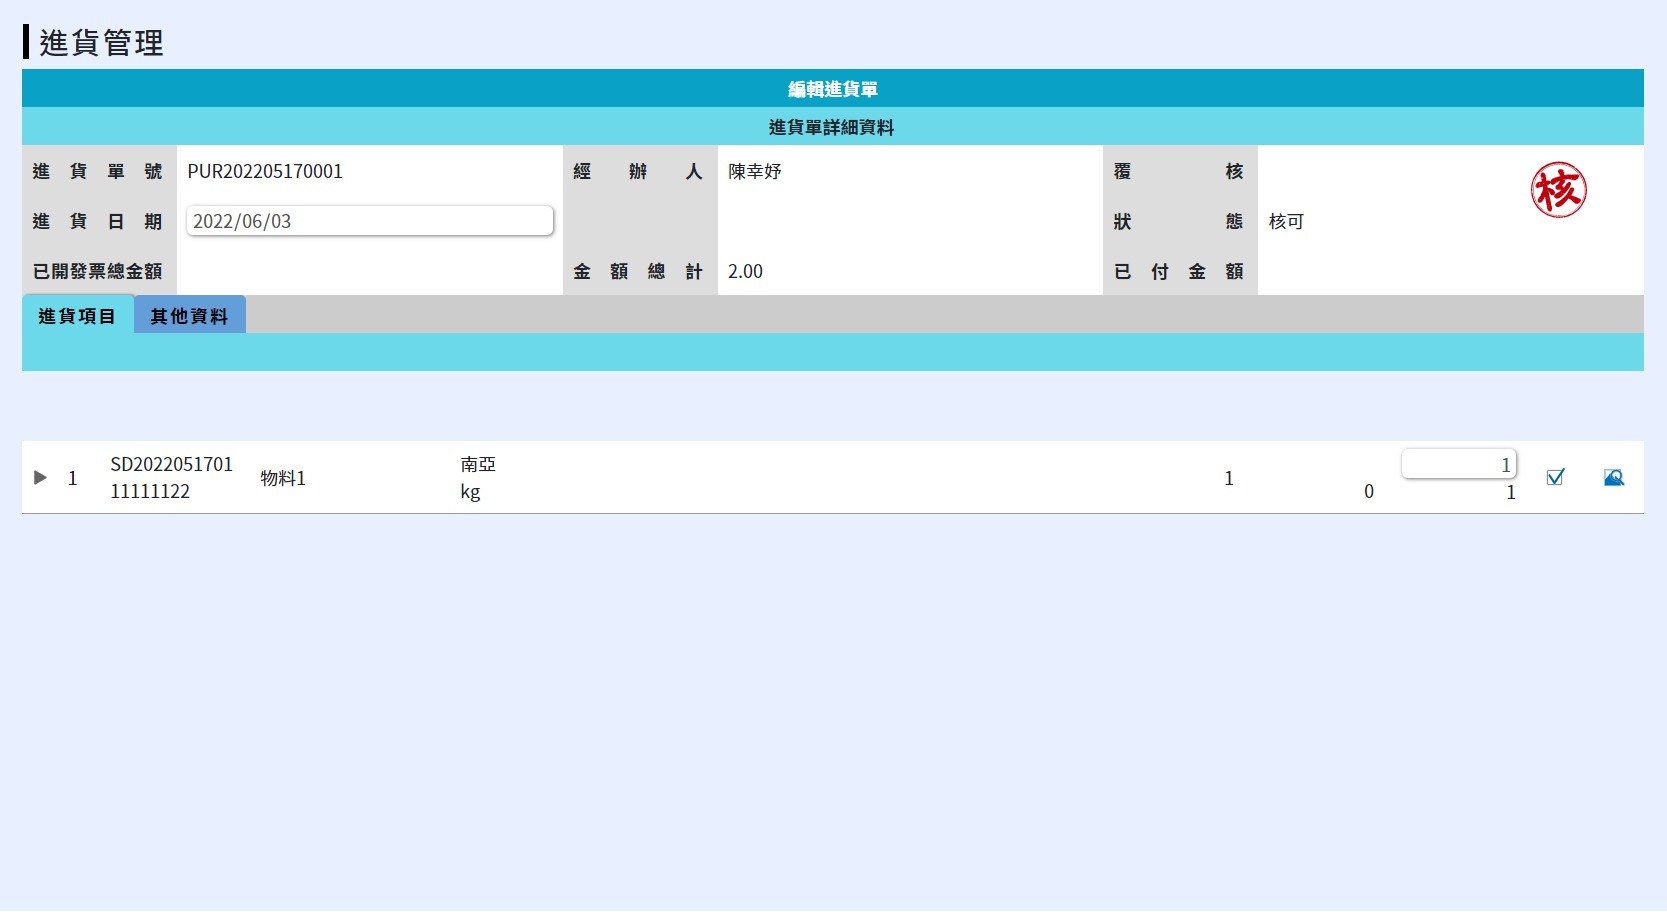 進貨管理
編輯進貨單
進貨單詳細資料
進貨單號 PUR202205170001 經辦人 陳幸妤 覆核 核
進貨日期 2022/06/03 狀態 核可
已開發票總金額 金額總計 2.00 已付金額
進貨項目 其他資料
1 SD2022051701 物料1 南亞 1 1
11111122 kg 0 1